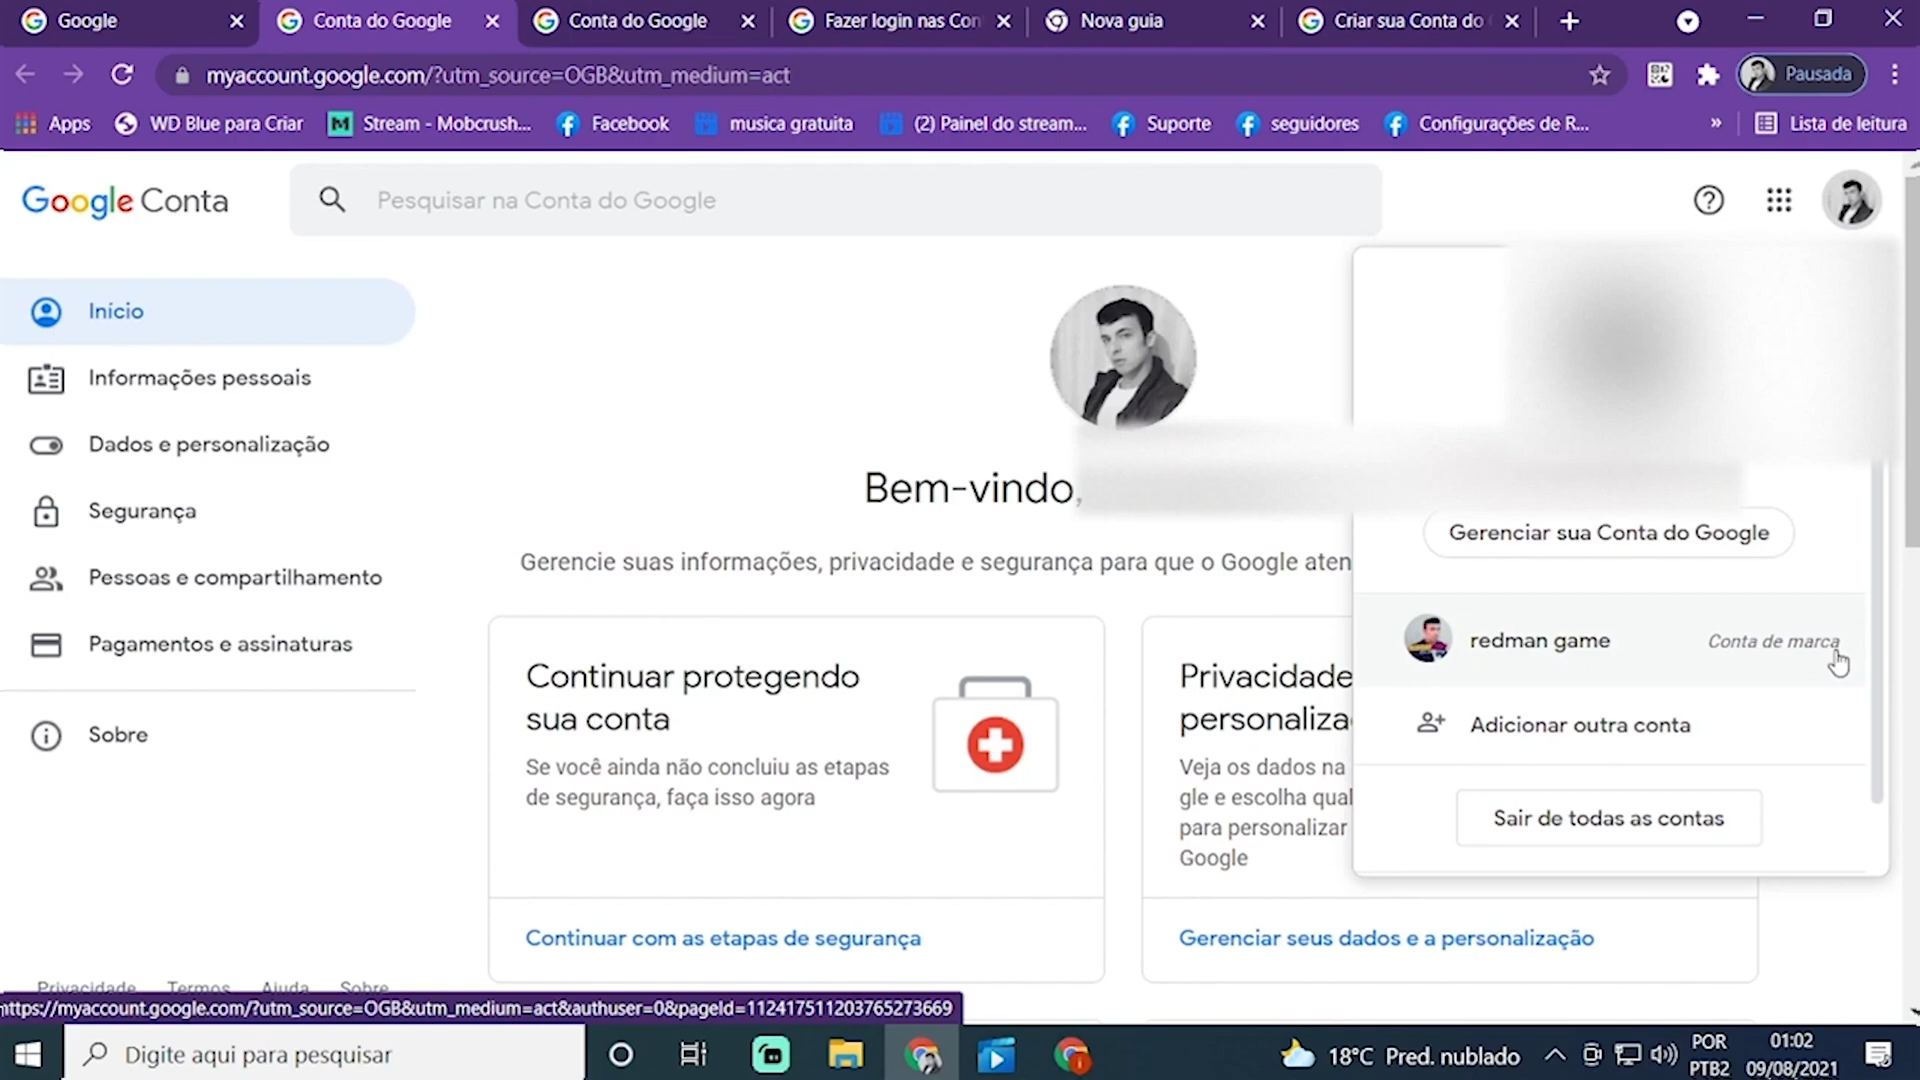 Google
Conta do Google
Conta do Google
Fazer login nas Con
Nova guia
Criar sua Conta do
myaccount.google.com/?utm_source=OGB&utm_medium=act
Pausada
Apps
WD Blue para Criar
Stream - Mobcrush...
Facebook
musica gratuita
(2) Painel do stream...
Suporte
seguidores
Configurações de R...
»
Lista de leitura
Google Conta
Pesquisar na Conta do Google
Início
Informações pessoais
Dados e personalização
Segurança
Pessoas e compartilhamento
Pagamentos e assinaturas
Sobre
Bem-vindo,
Gerencie suas informações, privacidade e segurança para que o Google aten
Continuar protegendo
sua conta
Se você ainda não concluiu as etapas
de segurança, faça isso agora
Continuar com as etapas de segurança
Privacidade
personaliza
Veja os dados na
gle e escolha qual
para personalizar
Google
Gerenciar seus dados e a personalização
Gerenciar sua Conta do Google
redman game
Conta de marca
Adicionar outra conta
Sair de todas as contas
Privacidade Termos Ajuda Sobre
https://myaccount.google.com/?utm_source=OGB&utm_medium=act&authuser=0&pageId=112417511203765273669
Digite aqui para pesquisar
18°C Pred. nublado
POR
PTB2
01:02
09/08/2021